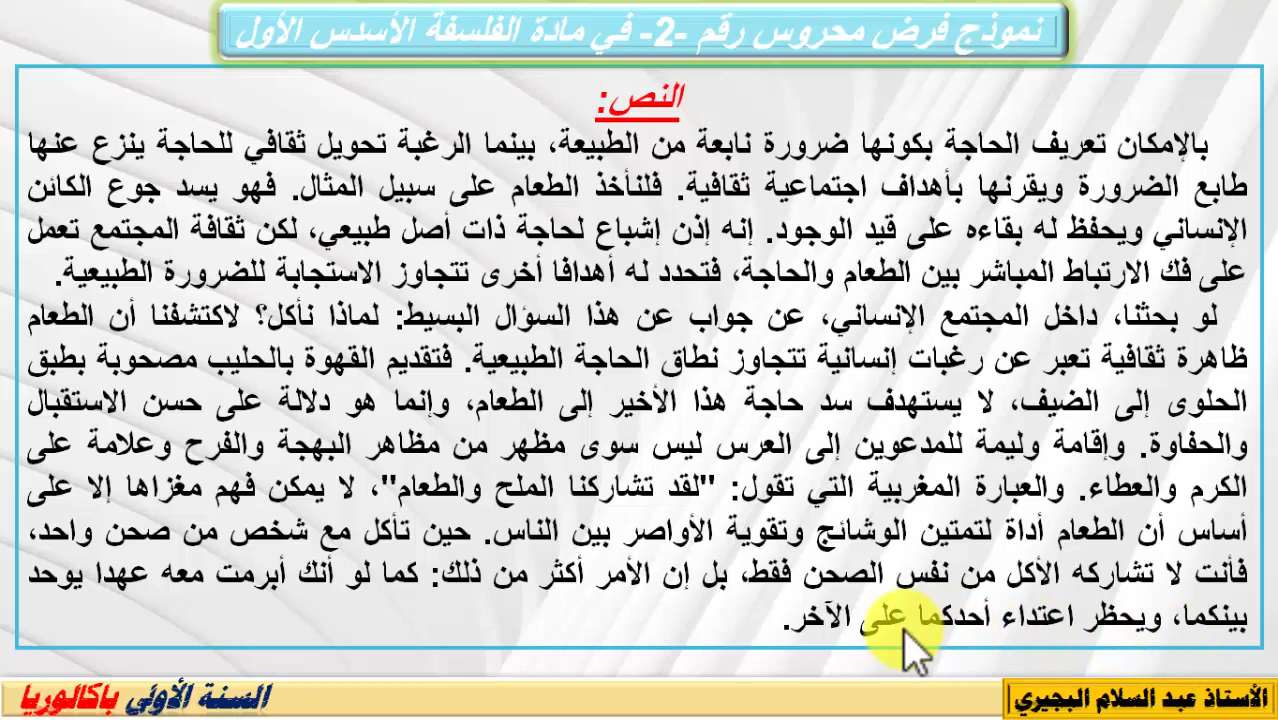 نموذج فرض محروس رقم -2- في مادة الفلسفة الأسدس الأول
النص:
بالإمكان تعريف الحاجة بكونها ضرورة نابعة من الطبيعة، بينما الرغبة تحويل ثقافي للحاجة ينزع عنها
طابع الضرورة ويقرنها بأهداف اجتماعية ثقافية. فلنأخذ الطعام على سبيل المثال. فهو يسد جوع الكائن
الإنساني ويحفظ له بقاءه على قيد الوجود. إنه إذن إشباع لحاجة ذات أصل طبيعي، لكن ثقافة المجتمع تعمل
على فك الارتباط المباشر بين الطعام والحاجة، فتحدد له أهدافا أخرى تتجاوز الاستجابة للضرورة الطبيعية.
لو بحثنا، داخل المجتمع الإنساني، عن جواب عن هذا السؤال البسيط: لماذا نأكل؟ لاكتشفنا أن الطعام
ظاهرة ثقافية تعبر عن رغبات إنسانية تتجاوز نطاق الحاجة الطبيعية. فتقديم القهوة بالحليب مصحوبة بطبق
الحلوى إلى الضيف، لا يستهدف سد حاجة هذا الأخير إلى الطعام، وإنما هو دلالة على حسن الاستقبال
والحفاوة. وإقامة وليمة للمدعوين إلى العرس ليس سوى مظهر من مظاهر البهجة والفرح وعلامة على
الكرم والعطاء. والعبارة المغربية التي تقول: "لقد تشاركنا الملح والطعام"، لا يمكن فهم مغزاها إلا على
أساس أن الطعام أداة لتمتين الوشائج وتقوية الأواصر بين الناس. حين تأكل مع شخص من صحن واحد،
فأنت لا تشاركه الأكل من نفس الصحن فقط، بل إن الأمر أكثر من ذلك: كما لو أنك أبرمت معه عهدا يوحد
بينكما، ويحظر اعتداء أحدكما على الآخر.
الأستاذ عبد السلام البجيري
السنة الأولى باكالوريا